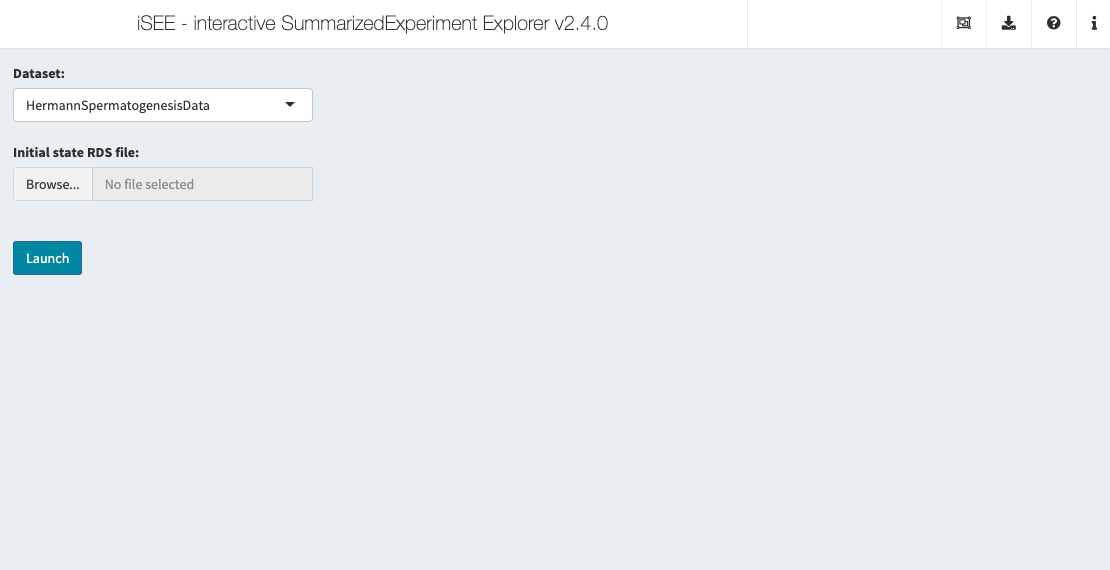 iSEE - interactive SummarizedExperiment Explorer v2.4.0
Dataset:
HermannSpermatogenesisData
Initial state RDS file:
Browse... No file selected
Launch